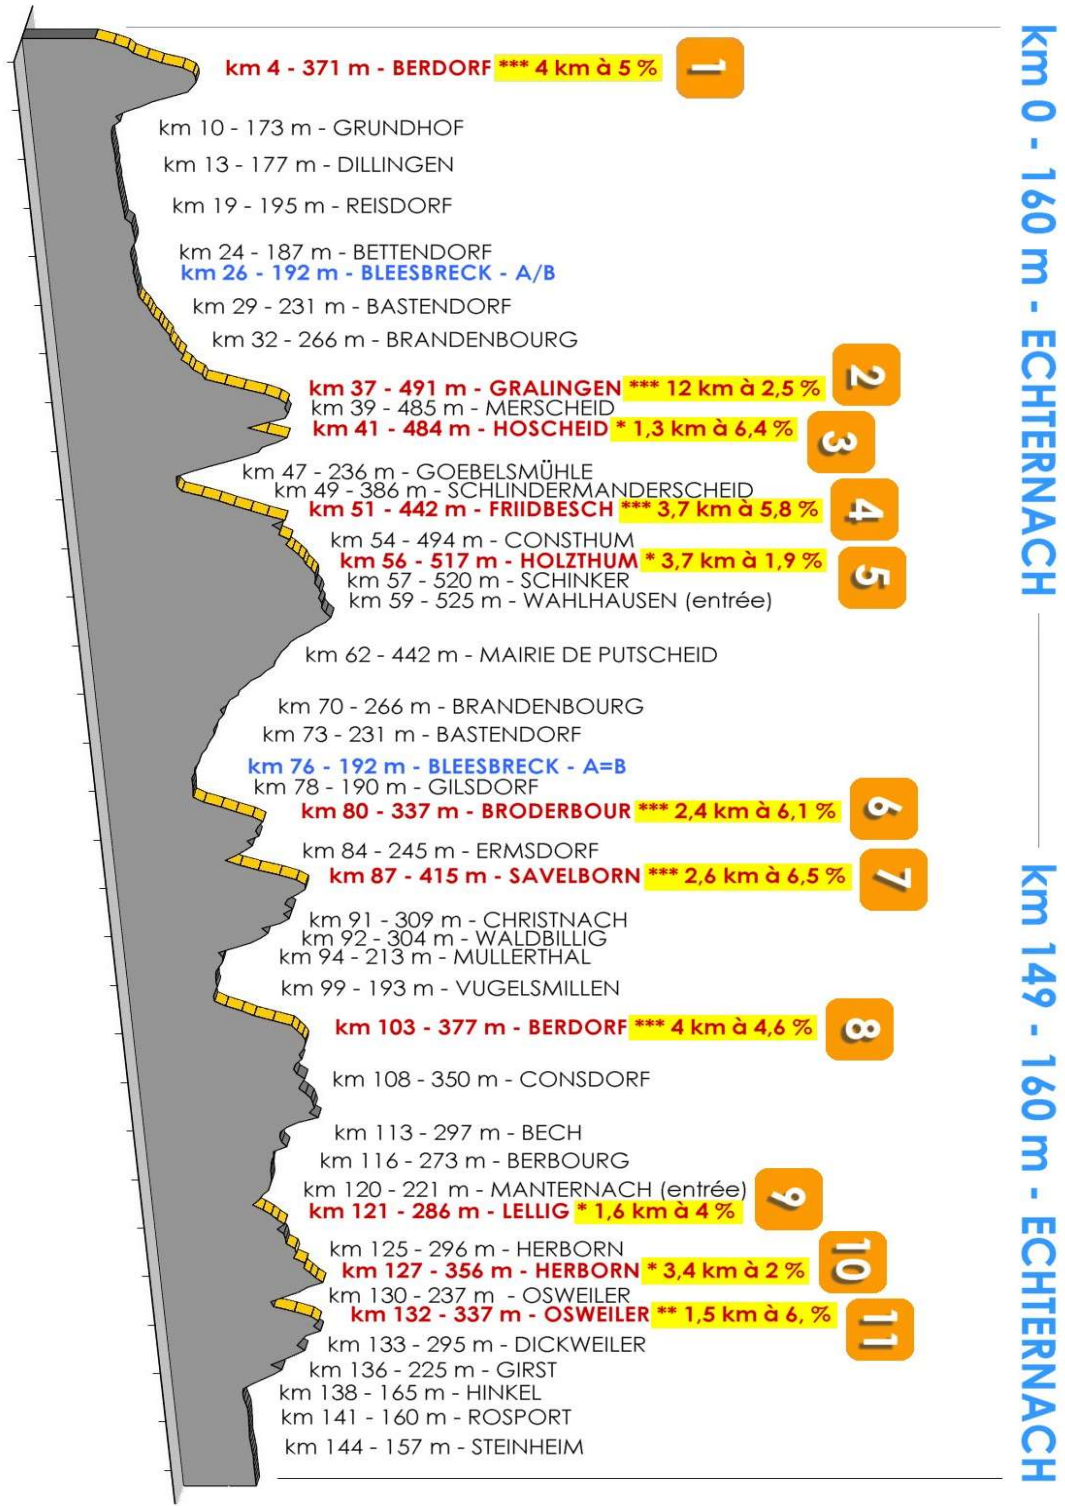 km 0 - 160 m - ECHTERNACH
km 4 - 371 m - BERDORF *** 4 km à 5 %
1
km 10 - 173 m - GRUNDHOF
km 13 - 177 m - DILLINGEN
km 19 - 195 m - REISDORF
km 24 - 187 m - BETTENDORF
km 26 - 192 m - BLEESBRECK - A/B
km 29 - 231 m - BASTENDORF
km 32 - 266 m - BRANDENBOURG
km 37 - 491 m - GRALINGEN *** 12 km à 2,5 %
2
km 39 - 485 m - MERSCHEID
km 41 - 484 m - HOSCHEID * 1,3 km à 6,4 %
3
km 47 - 236 m - GOEBELSMÜHLE
km 49 - 386 m - SCHLINDERMANDERSCHEID
km 51 - 442 m - FRIIDBESCH *** 3,7 km à 5,8 %
4
km 54 - 494 m - CONSTHUM
km 56 - 517 m - HOLZTHUM * 3,7 km à 1,9 %
5
km 57 - 520 m - SCHINKER
km 59 - 525 m - WAHLHAUSEN (entrée)
km 62 - 442 m - MAIRIE DE PUTSCHEID
km 70 - 266 m - BRANDENBOURG
km 73 - 231 m - BASTENDORF
km 76 - 192 m - BLEESBRECK - A=B
km 78 - 190 m - GILSDORF
km 80 - 337 m - BRODERBOUR *** 2,4 km à 6,1 %
6
km 84 - 245 m - ERMSDORF
km 87 - 415 m - SAVELBORN *** 2,6 km à 6,5 %
7
km 91 - 309 m - CHRISTNACH
km 92 - 304 m - WALDBILLIG
km 94 - 213 m - MULLERTHAL
km 99 - 193 m - VUGELSMILLEN
km 103 - 377 m - BERDORF *** 4 km à 4,6 %
8
km 108 - 350 m - CONSDORF
km 113 - 297 m - BECH
km 116 - 273 m - BERBOURG
km 120 - 221 m - MANTERNACH (entrée)
km 121 - 286 m - LELLIG * 1,6 km à 4 %
9
km 125 - 296 m - HERBORN
km 127 - 356 m - HERBORN * 3,4 km à 2 %
10
km 130 - 237 m - OSWEILER
km 132 - 337 m - OSWEILER ** 1,5 km à 6, %
11
km 133 - 295 m - DICKWEILER
km 136 - 225 m - GIRST
km 138 - 165 m - HINKEL
km 141 - 160 m - ROSPORT
km 144 - 157 m - STEINHEIM
km 149 - 160 m - ECHTERNACH